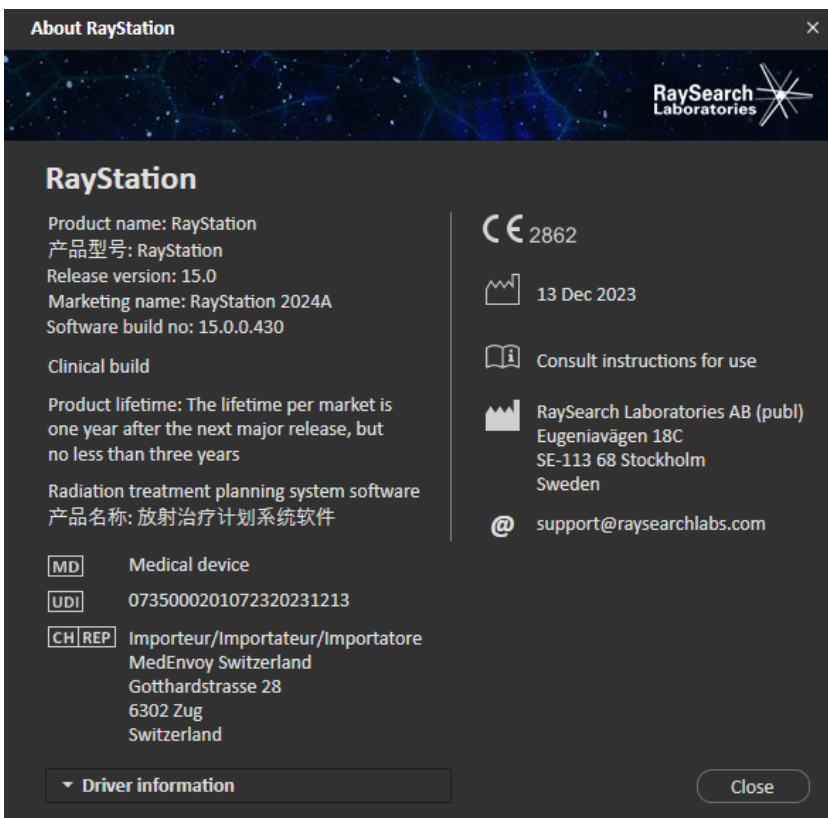 About RayStation
RaySearch
Laboratories
RayStation
Product name: RayStation
产品型号: RayStation
Release version: 15.0
Marketing name: RayStation 2024A
Software build no: 15.0.0.430
Clinical build
Product lifetime: The lifetime per market is
one year after the next major release, but
no less than three years
Radiation treatment planning system software
产品名称: 放射治疗计划系统软件
MD Medical device
UDI 0735000201072320231213
CH REP Importeur/Importateur/Importatore
MedEnvoy Switzerland
Gotthardstrasse 28
6302 Zug
Switzerland
CE 2862
13 Dec 2023
i Consult instructions for use
RaySearch Laboratories AB (publ)
Eugeniavägen 18C
SE-113 68 Stockholm
Sweden
@ support@raysearchlabs.com
Driver information
Close